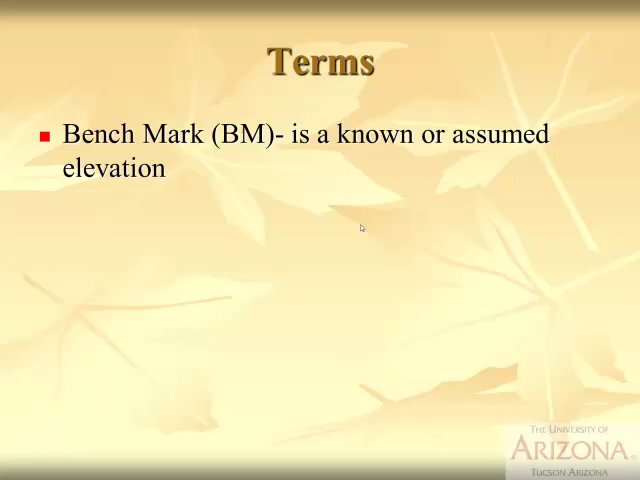 Terms
Bench Mark (BM)- is a known or assumed
elevation
THE UNIVERSITY OF
ARIZONA®
TUCSON ARIZONA